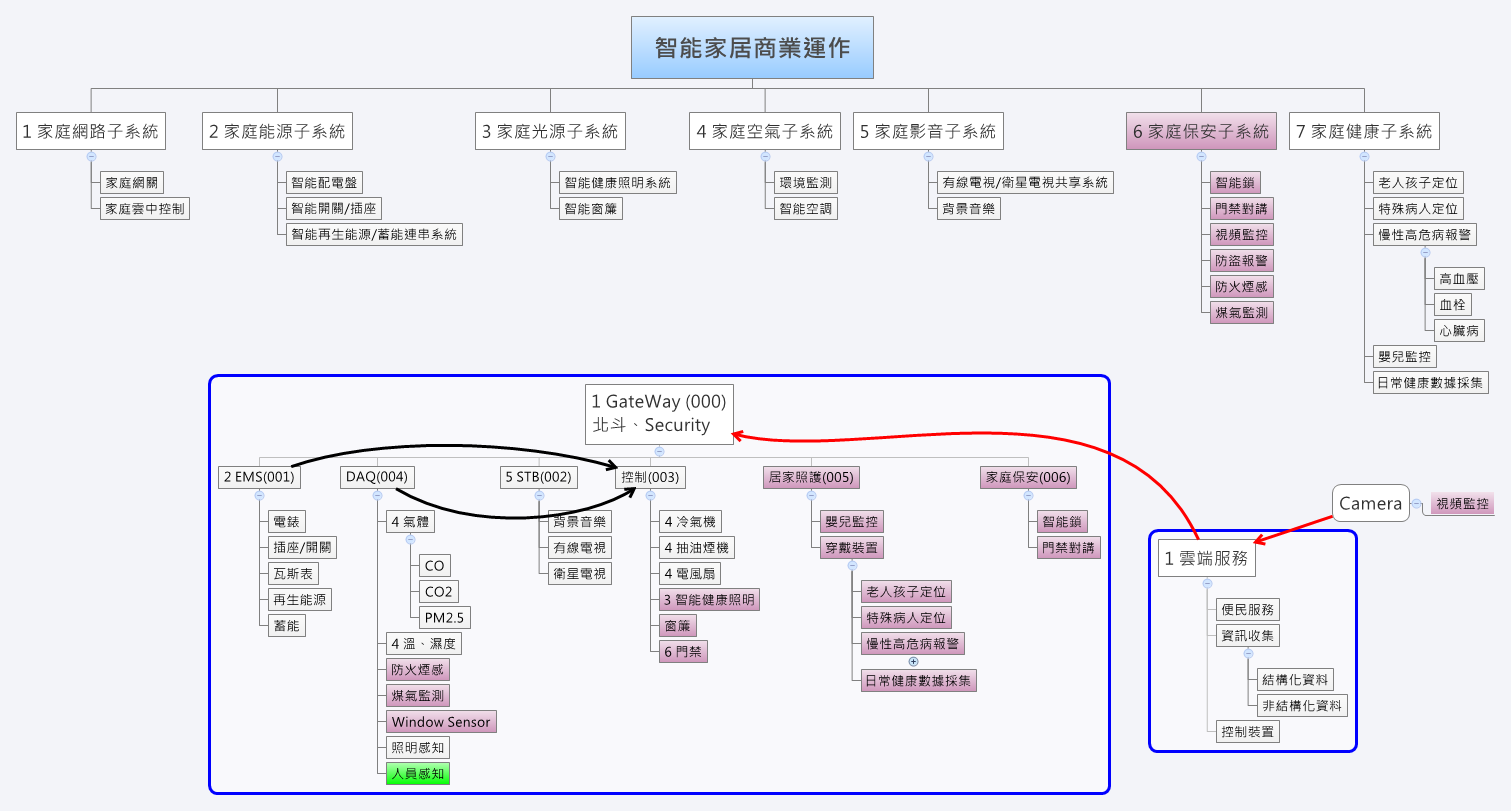 智能家居商業運作
1 家庭網路子系統
家庭網關
家庭雲中控制
2 家庭能源子系統
智能配電盤
智能開關/插座
智能再生能源/蓄能連串系統
3 家庭光源子系統
智能健康照明系統
智能窗簾
4 家庭空氣子系統
環境監測
智能空調
5 家庭影音子系統
有線電視/衛星電視共享系統
背景音樂
6 家庭保安子系統
智能鎖
門禁對講
視頻監控
防盜報警
防火煙感
煤氣監測
7 家庭健康子系統
老人孩子定位
特殊病人定位
慢性高危病報警
高血壓
血栓
心臟病
嬰兒監控
日常健康數據採集
1 GateWay (000)
北斗、Security
2 EMS(001)
電錶
插座/開關
瓦斯表
再生能源
蓄能
DAQ(004)
4 氣體
CO
CO2
PM2.5
4 溫、濕度
防火煙感
煤氣監測
Window Sensor
照明感知
人員感知
5 STB(002)
背景音樂
有線電視
衛星電視
控制(003)
4 冷氣機
4 抽油煙機
4 電風扇
3 智能健康照明
窗簾
6 門禁
居家照護(005)
嬰兒監控
穿戴裝置
老人孩子定位
特殊病人定位
慢性高危病報警
日常健康數據採集
家庭保安(006)
智能鎖
門禁對講
Camera
視頻監控
1 雲端服務
便民服務
資訊收集
結構化資料
非結構化資料
控制裝置